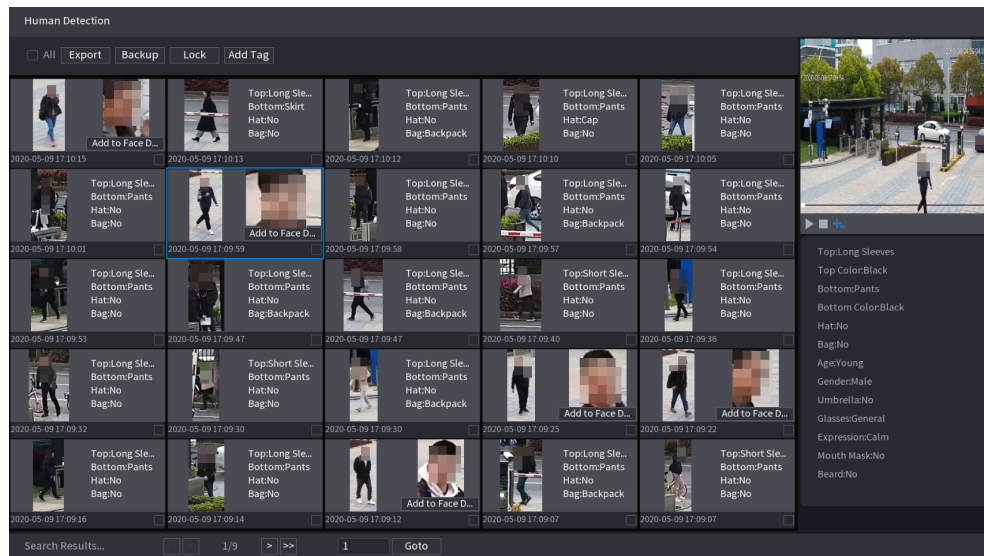 Human Detection
All Export Backup Lock Add Tag
Add to Face D...
2020-05-09 17:10:15
Top:Long Sle...
Bottom:Skirt
Hat:No
Bag:No
2020-05-09 17:10:13
Top:Long Sle...
Bottom:Pants
Hat:No
Bag:Backpack
2020-05-09 17:10:12
Top:Long Sle...
Bottom:Pants
Hat:Cap
Bag:No
2020-05-09 17:10:10
Top:Long Sle...
Bottom:Pants
Hat:No
Bag:No
2020-05-09 17:10:05
Top:Long Sle...
Bottom:Pants
Hat:No
Bag:No
2020-05-09 17:10:01
Add to Face D...
2020-05-09 17:09:59
Top:Long Sle...
Bottom:Pants
Hat:No
Bag:No
2020-05-09 17:09:58
Top:Long Sle...
Bottom:Pants
Hat:No
Bag:Backpack
2020-05-09 17:09:57
Top:Long Sle...
Bottom:Pants
Hat:No
Bag:No
2020-05-09 17:09:54
Top:Long Sle...
Bottom:Pants
Hat:No
Bag:No
2020-05-09 17:09:53
Top:Long Sle...
Bottom:Pants
Hat:No
Bag:Backpack
2020-05-09 17:09:47
Top:Long Sle...
Bottom:Pants
Hat:No
Bag:Backpack
2020-05-09 17:09:47
Top:Short Sle...
Bottom:Pants
Hat:No
Bag:No
2020-05-09 17:09:40
Top:Long Sle...
Bottom:Pants
Hat:No
Bag:No
2020-05-09 17:09:36
Top:Long Sle...
Bottom:Pants
Hat:No
Bag:No
2020-05-09 17:09:32
Top:Short Sle...
Bottom:Pants
Hat:No
Bag:No
2020-05-09 17:09:30
Top:Long Sle...
Bottom:Pants
Hat:No
Bag:Backpack
2020-05-09 17:09:30
Add to Face D...
2020-05-09 17:09:25
Add to Face D...
2020-05-09 17:09:22
Top:Long Sle...
Bottom:Pants
Hat:No
Bag:No
2020-05-09 17:09:16
Top:Long Sle...
Bottom:Pants
Hat:No
Bag:No
2020-05-09 17:09:14
Add to Face D...
2020-05-09 17:09:12
Top:Long Sle...
Bottom:Pants
Hat:No
Bag:Backpack
2020-05-09 17:09:07
Top:Short Sle...
Bottom:Pants
Hat:No
Bag:No
2020-05-09 17:09:07
Top:Long Sleeves
Top Color:Black
Bottom:Pants
Bottom Color:Black
Hat:No
Bag:No
Age:Young
Gender:Male
Umbrella:No
Glasses:General
Expression:Calm
Mouth Mask:No
Beard:No
Search Results... 1/9 > >> 1 Goto